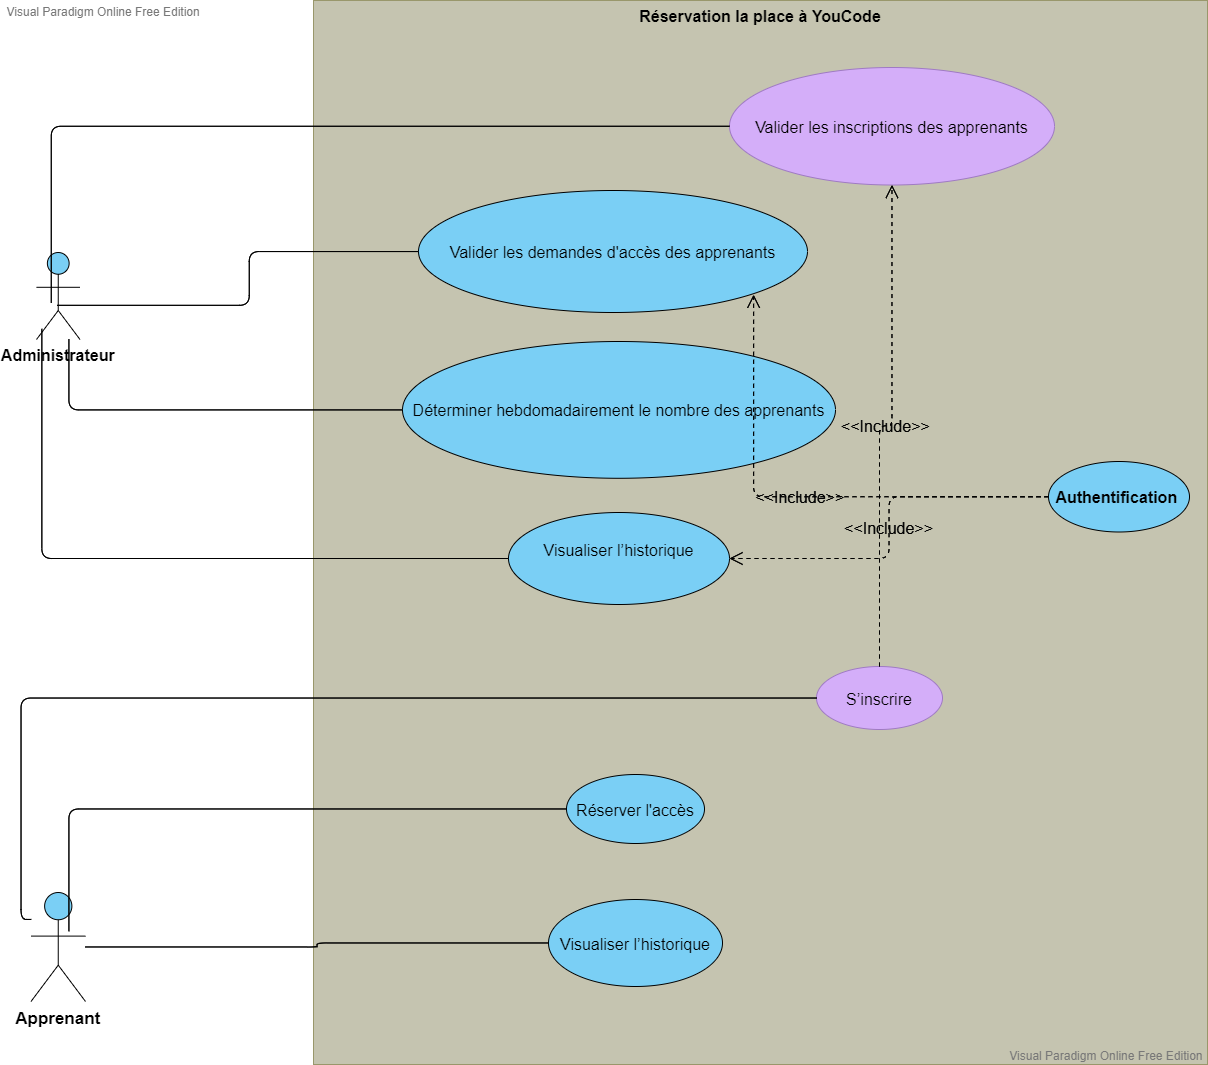 Visual Paradigm Online Free Edition
Réservation la place à YouCode
Valider les inscriptions des apprenants
Valider les demandes d'accès des apprenants
Administrateur
Déterminer hebdomadairement le nombre des apprenants
<<Include>>
<<Include>>
Authentification
<<Include>>
Visualiser l’historique
S’inscrire
Réserver l'accès
Visualiser l’historique
Apprenant
Visual Paradigm Online Free Edition